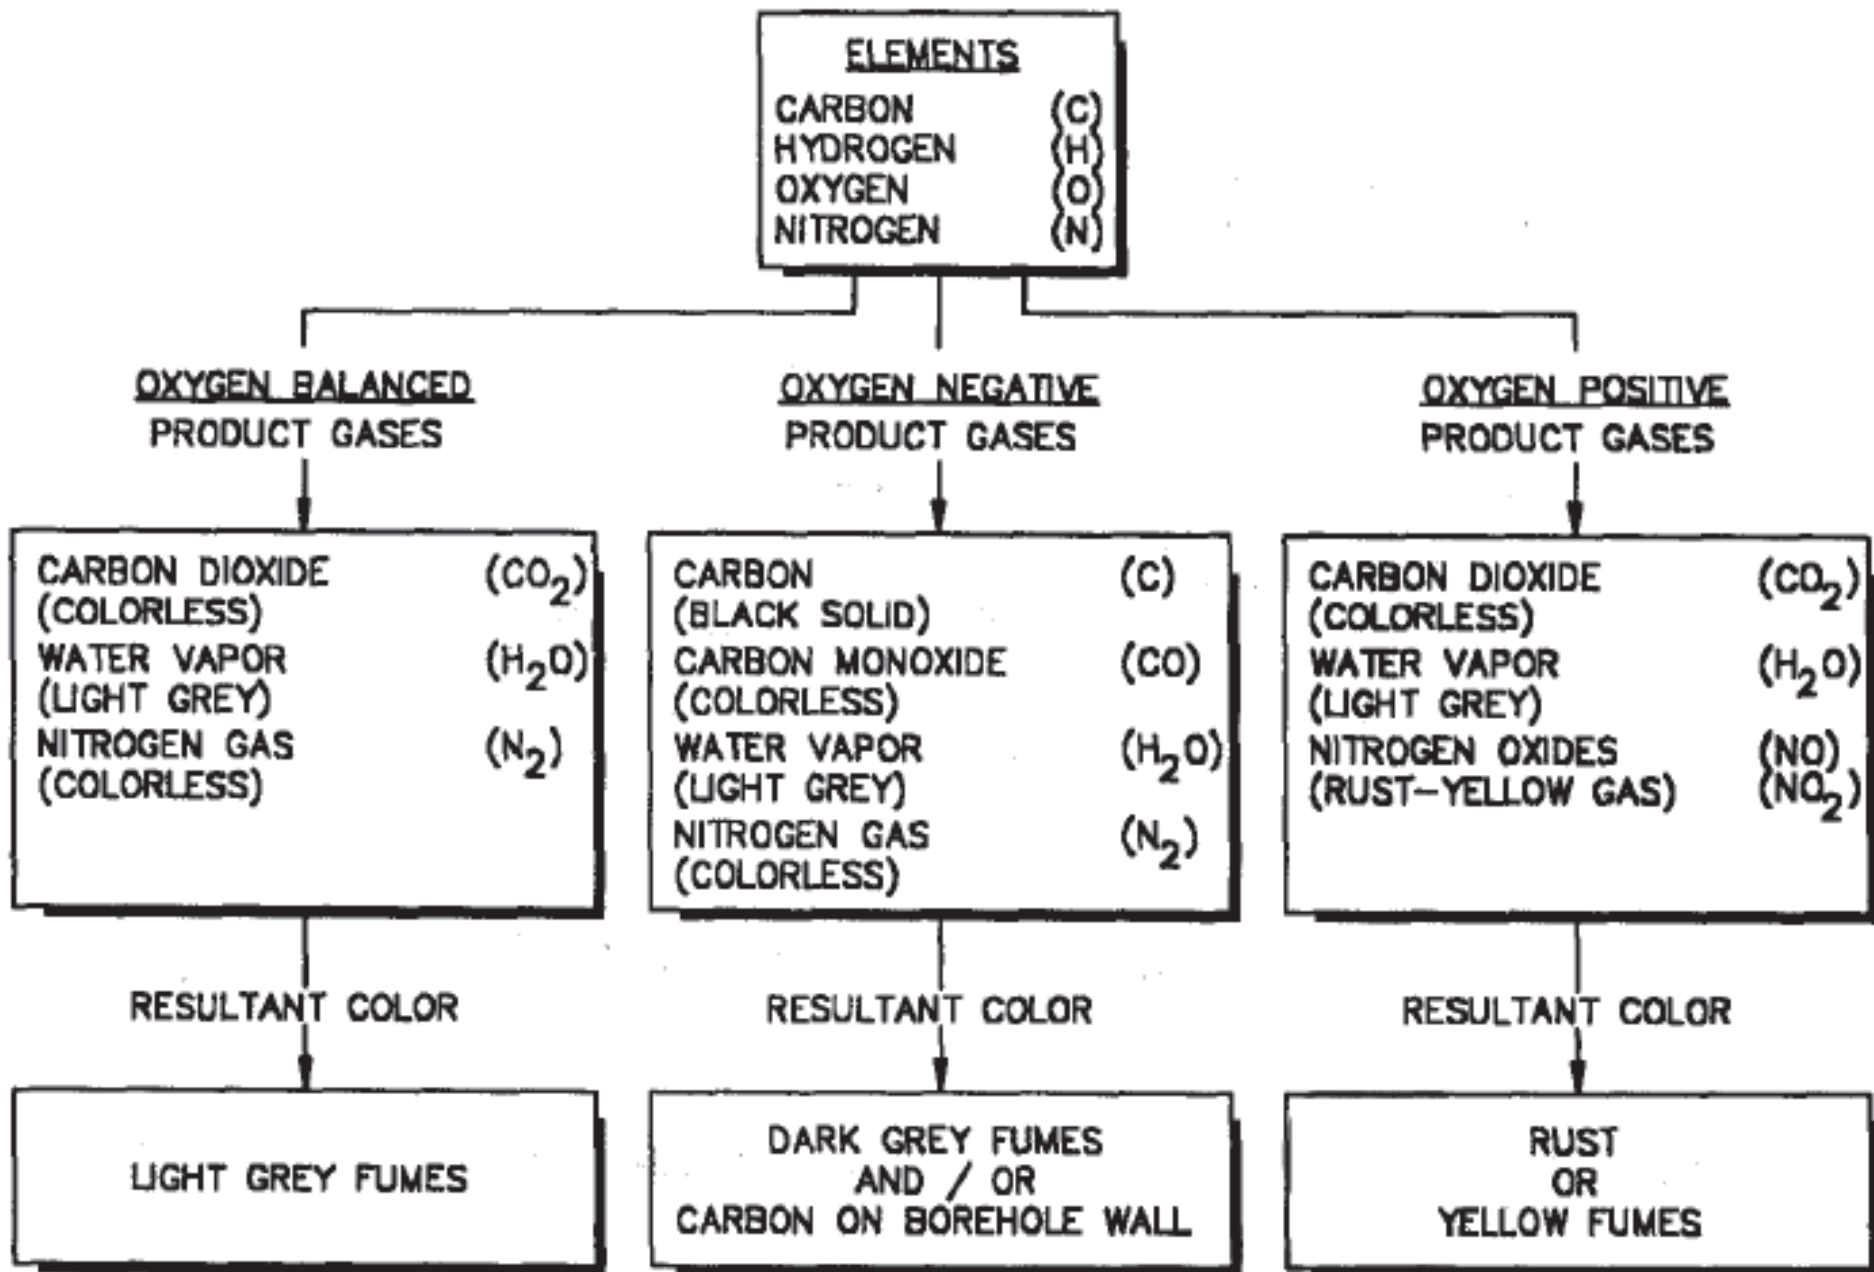 ELEMENTS
CARBON (C)
HYDROGEN (H)
OXYGEN (O)
NITROGEN (N)
OXYGEN BALANCED
PRODUCT GASES
CARBON DIOXIDE (CO₂)
(COLORLESS)
WATER VAPOR (H₂O)
(LIGHT GREY)
NITROGEN GAS (N₂)
(COLORLESS)
RESULTANT COLOR
LIGHT GREY FUMES
OXYGEN NEGATIVE
PRODUCT GASES
CARBON (C)
(BLACK SOLID)
CARBON MONOXIDE (CO)
(COLORLESS)
WATER VAPOR (H₂O)
(LIGHT GREY)
NITROGEN GAS (N₂)
(COLORLESS)
RESULTANT COLOR
DARK GREY FUMES
AND / OR
CARBON ON BOREHOLE WALL
OXYGEN POSITIVE
PRODUCT GASES
CARBON DIOXIDE (CO₂)
(COLORLESS)
WATER VAPOR (H₂O)
(LIGHT GREY)
NITROGEN OXIDES (NO)
(RUST-YELLOW GAS) (NO₂)
RESULTANT COLOR
RUST
OR
YELLOW FUMES